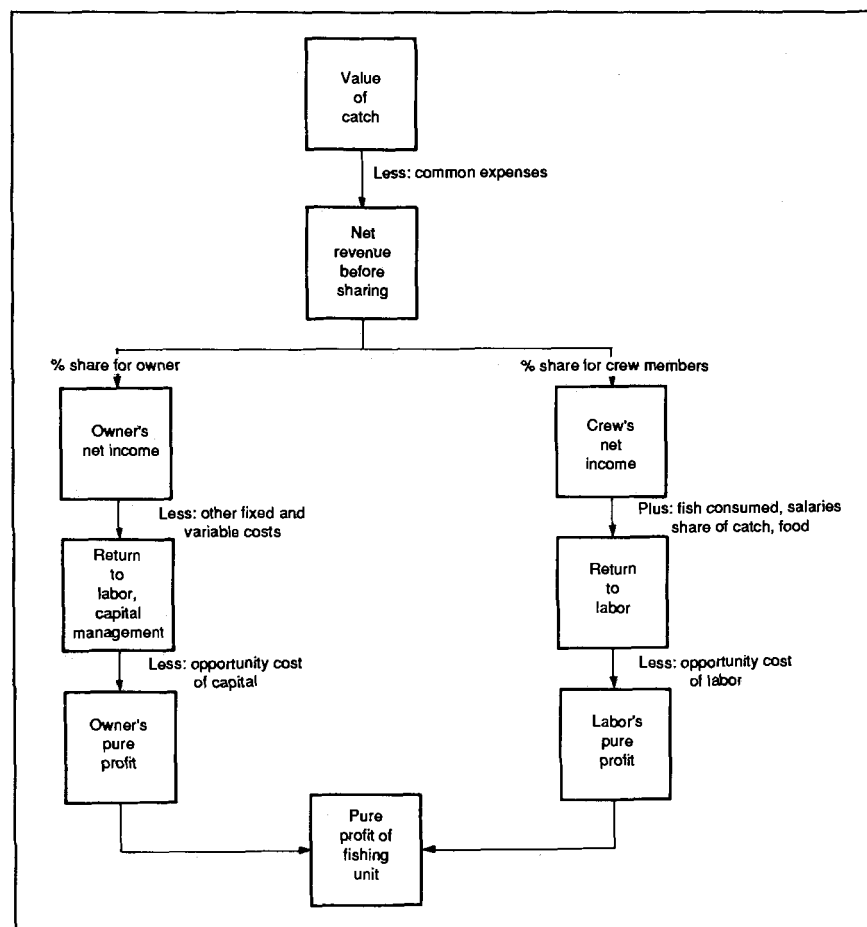 Value
of
catch
Less: common expenses
Net
revenue
before
sharing
% share for owner
% share for crew members
Owner's
net income
Crew's
net
income
Less: other fixed and
variable costs
Plus: fish consumed, salaries
share of catch, food
Return
to
labor,
capital
management
Return
to
labor
Less: opportunity cost
of capital
Less: opportunity cost
of labor
Owner's
pure
profit
Labor's
pure
profit
Pure
profit of
fishing
unit